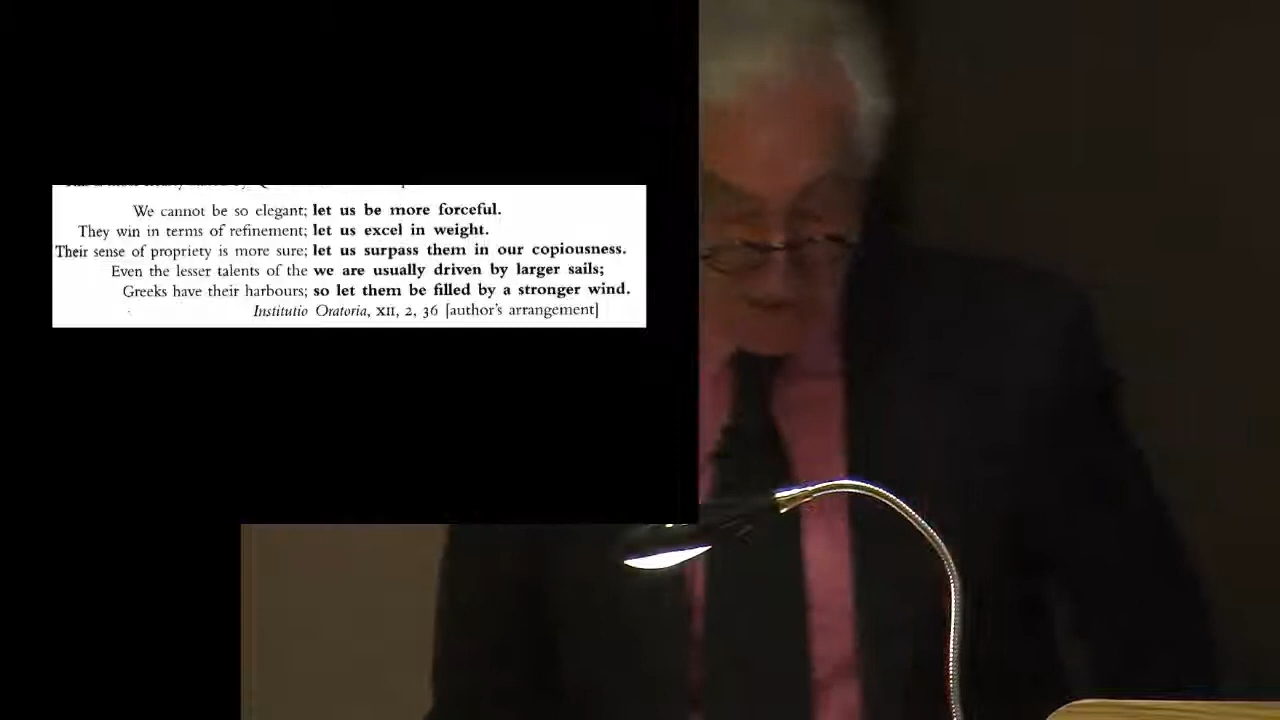 We cannot be so elegant; let us be more forceful.
They win in terms of refinement; let us excel in weight.
Their sense of propriety is more sure; let us surpass them in our copiousness.
Even the lesser talents of the we are usually driven by larger sails;
Greeks have their harbours; so let them be filled by a stronger wind.
Institutio Oratoria, XII, 2, 36 [author's arrangement]